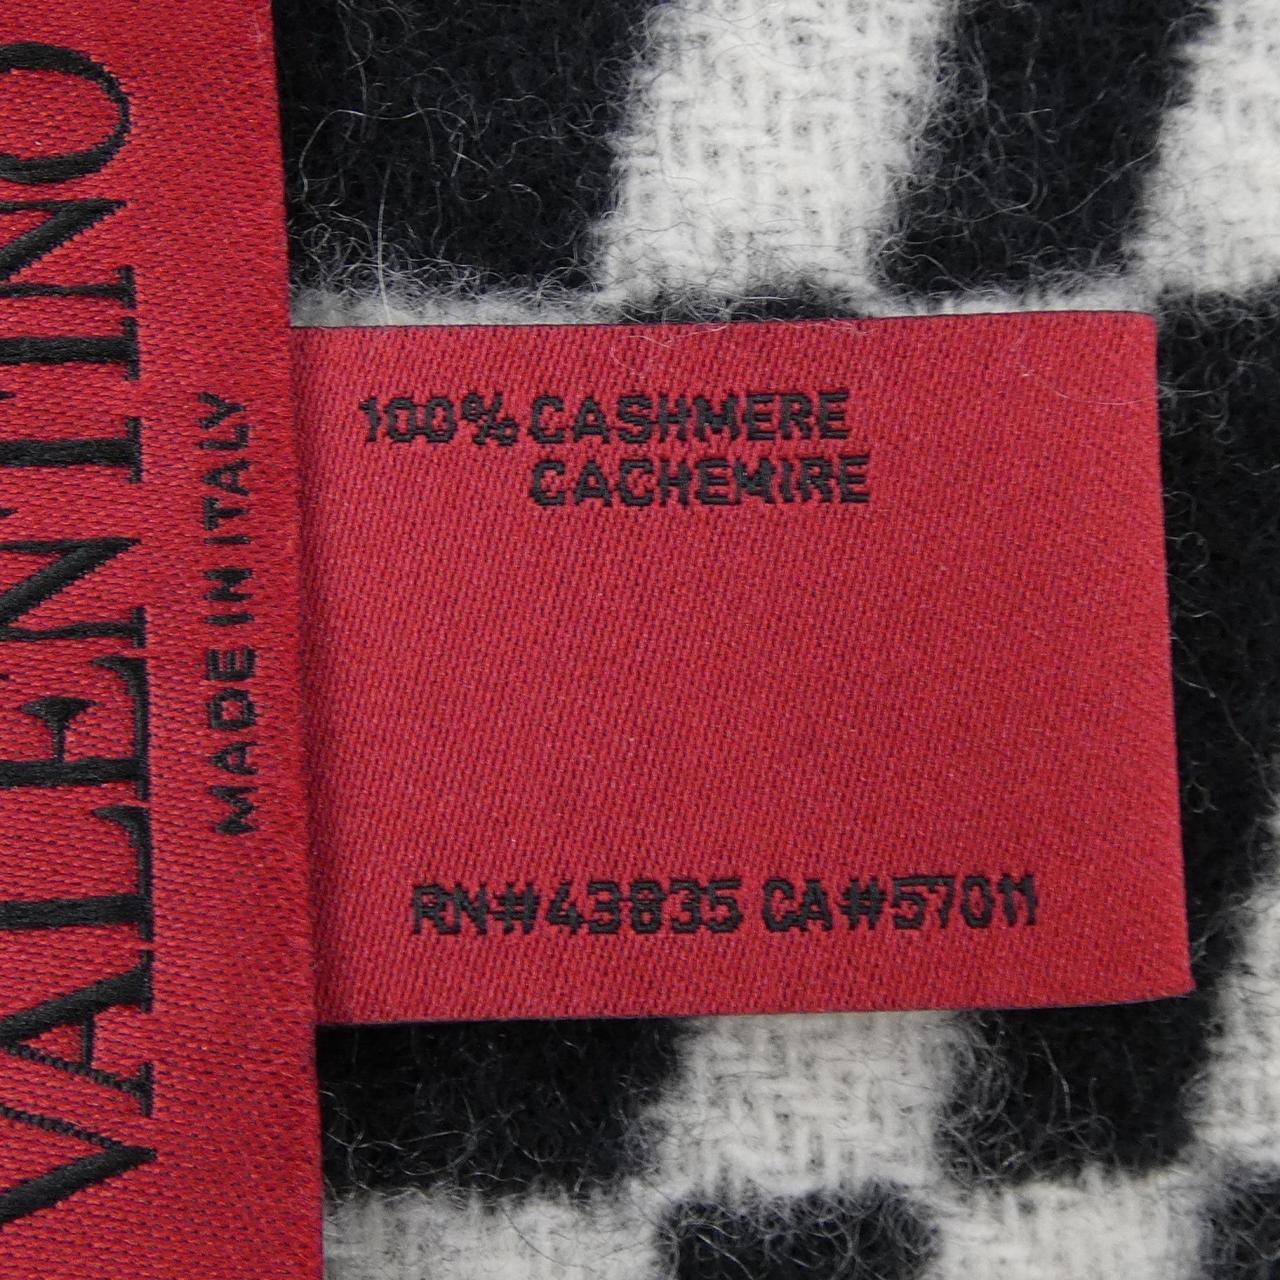 VALENTINO
MADE IN ITALY
100% CASHMERE
CACHEMIRE
RN#43835 CA#57011